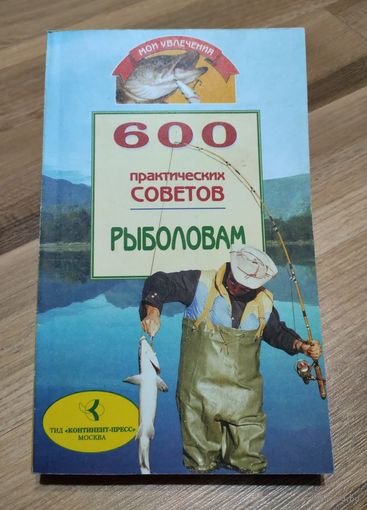 МОИ УВЛЕЧЕНИЯ
600
практических
СОВЕТОВ
РЫБОЛОВАМ
ТИД «КОНТИНЕНТ-ПРЕСС»
МОСКВА